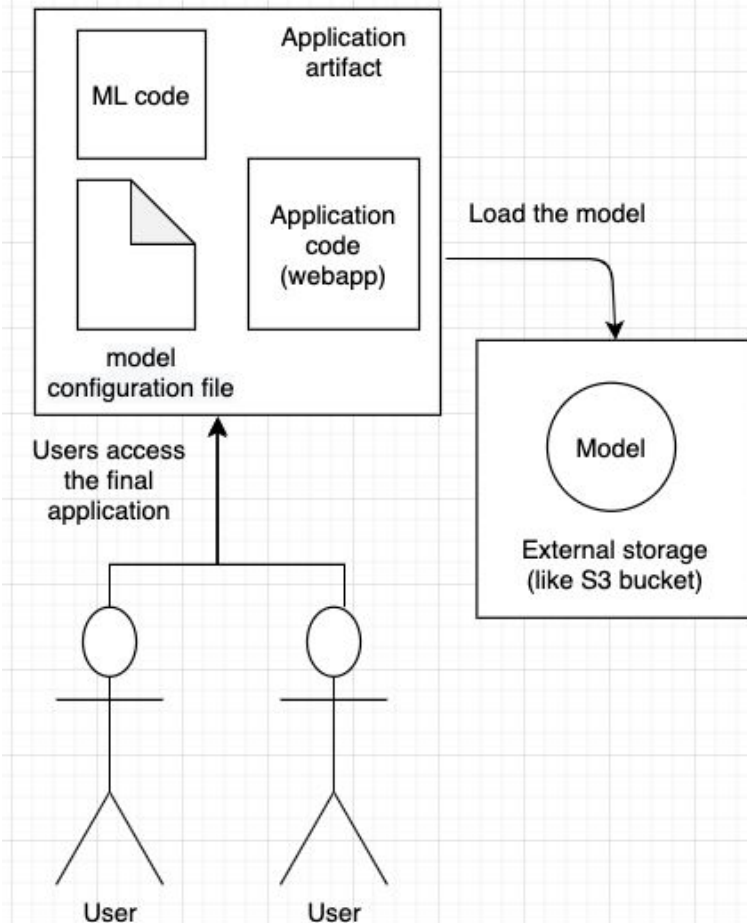 Application
artifact
ML code
Application
code
(webapp)
model
configuration file
Load the model
Model
External storage
(like S3 bucket)
Users access
the final
application
User
User